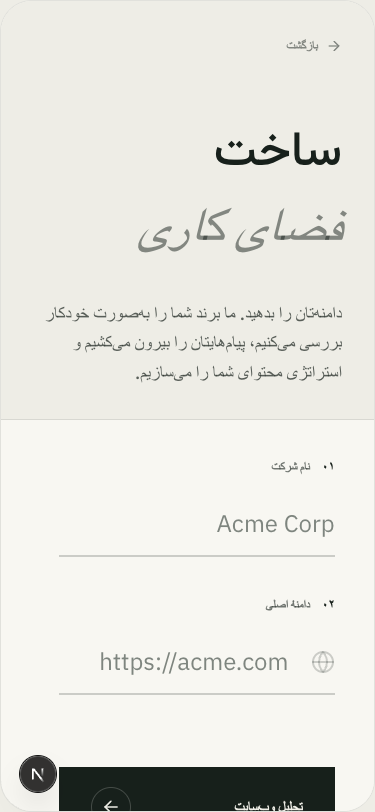 بازگشت
ساخت
فضای کاری
دامنه‌تان را بدهید. ما برند شما را به‌صورت خودکار
بررسی می‌کنیم، پیام‌هایتان را بیرون می‌کشیم و
استراتژی محتوای شما را می‌سازیم.
۰۱ نام شرکت
Acme Corp
۰۲ دامنه اصلی
https://acme.com
تحلیل وب‌سایت
N